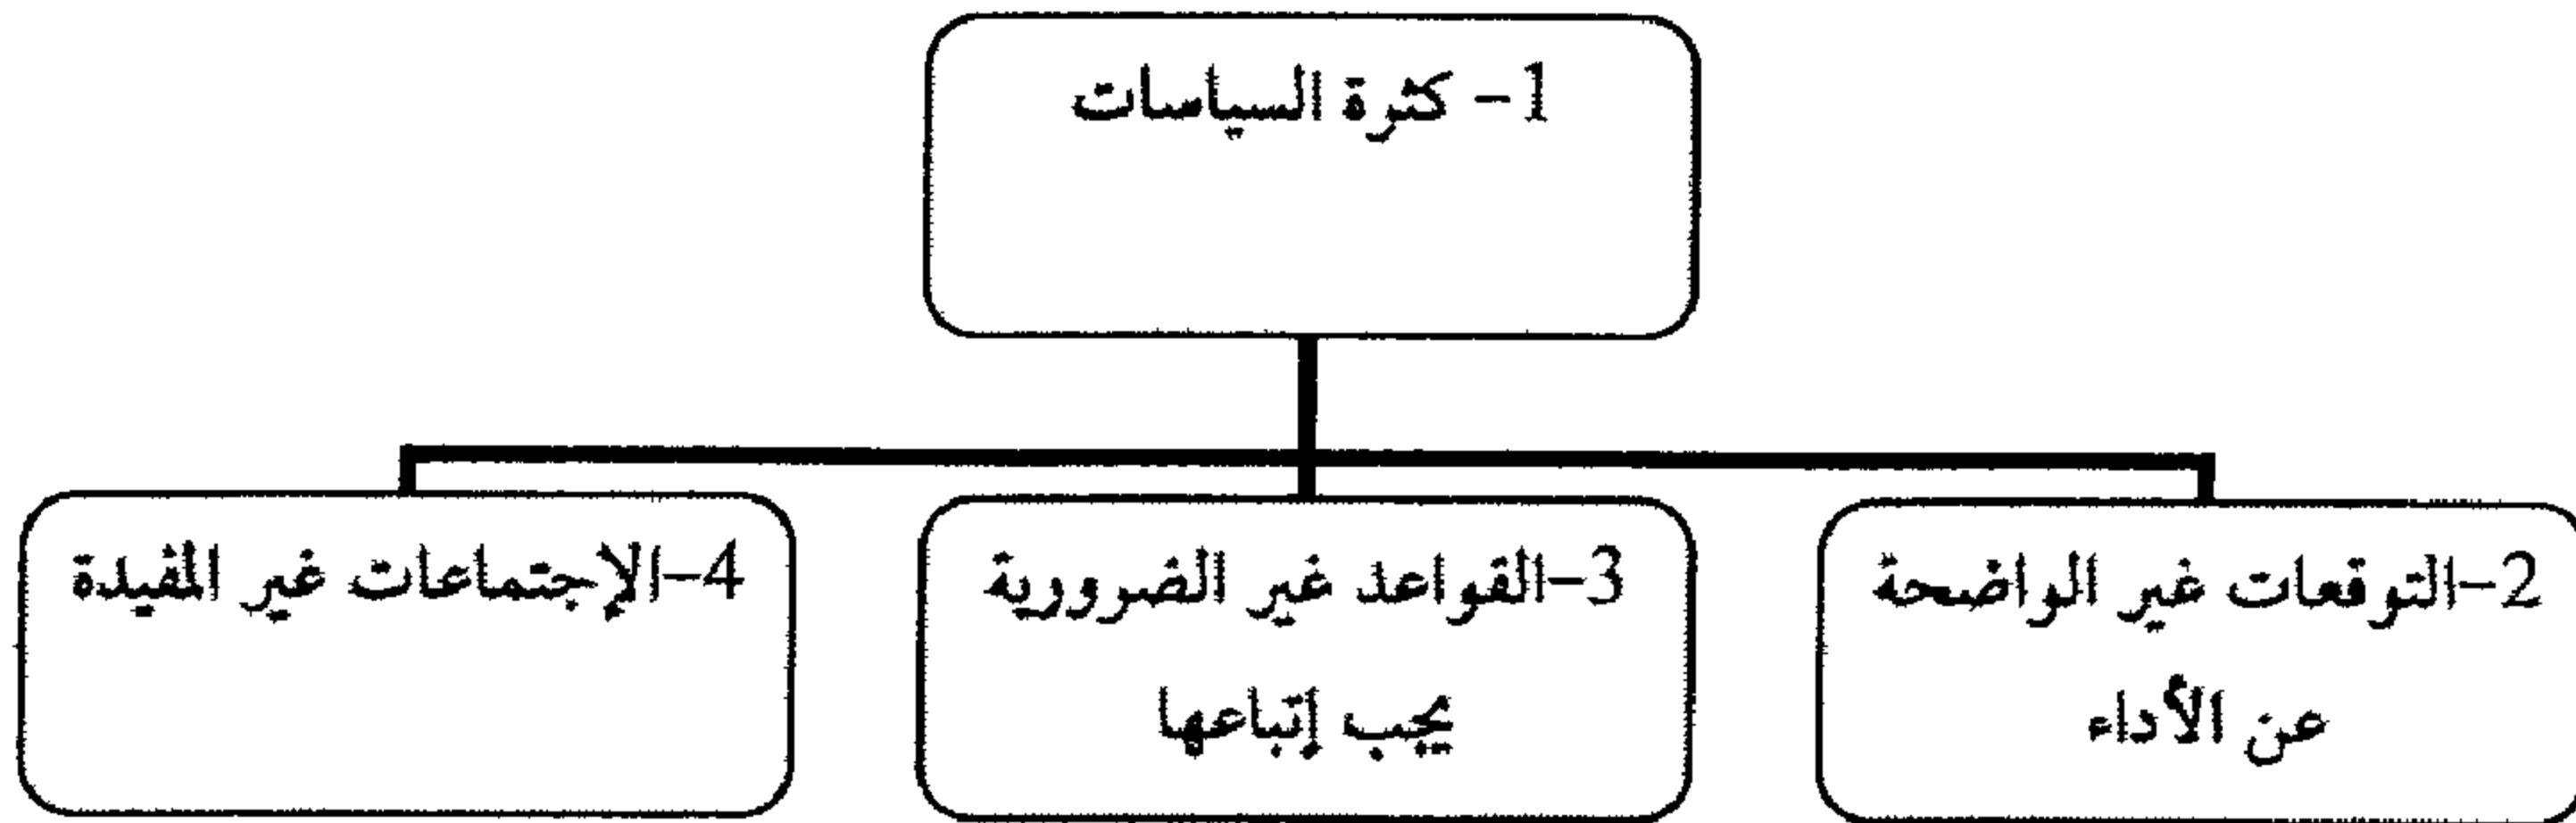 1- كثرة السياسات
2-التوقعات غير الواضحة
عن الأداء
3-القواعد غير الضرورية
يجب إتباعها
4-الإجتماعات غير المفيدة